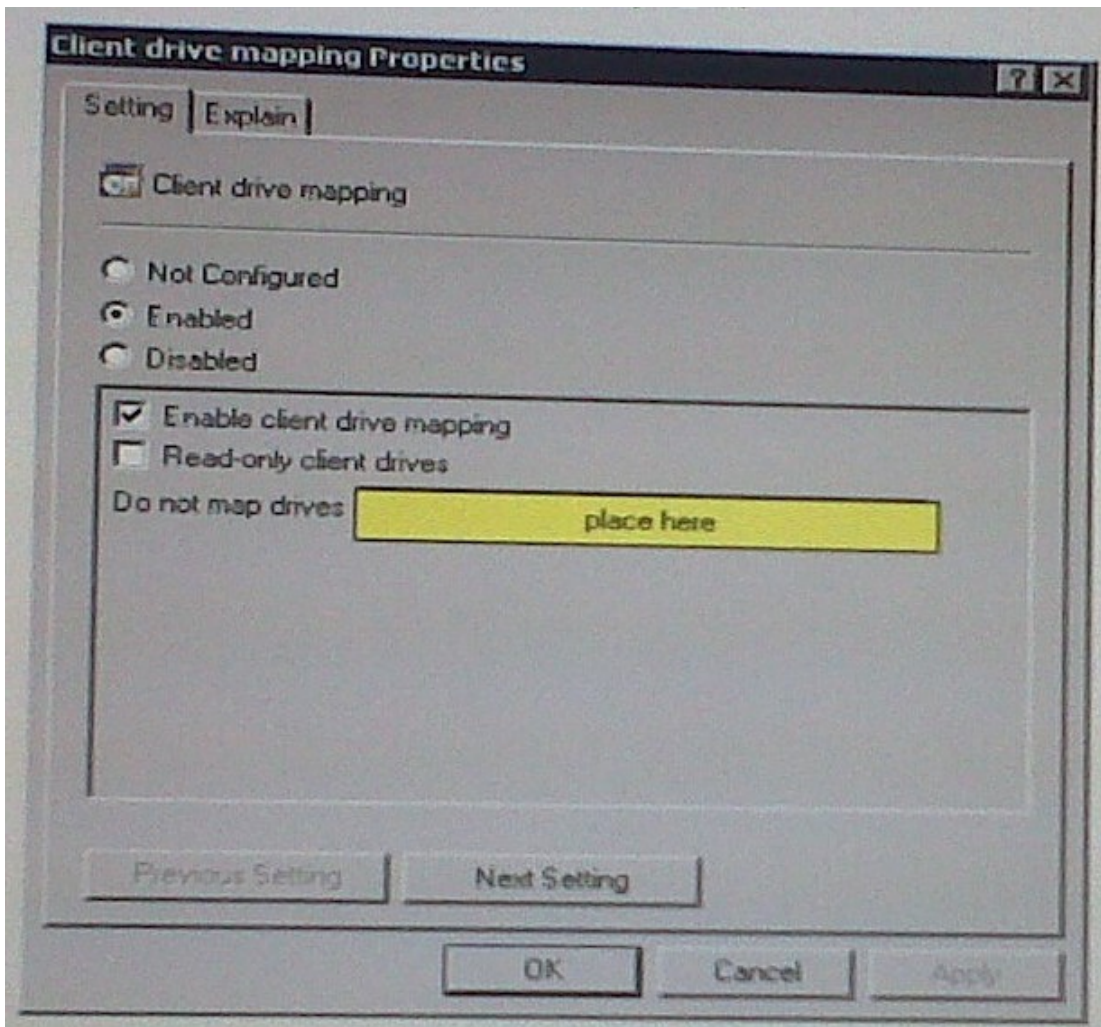 Client drive mapping Properties
Setting
Explain
Client drive mapping
Not Configured
Enabled
Disabled
Enable client drive mapping
Read-only client drives
Do not map drives
place here
Previous Setting
Next Setting
OK
Cancel
Apply